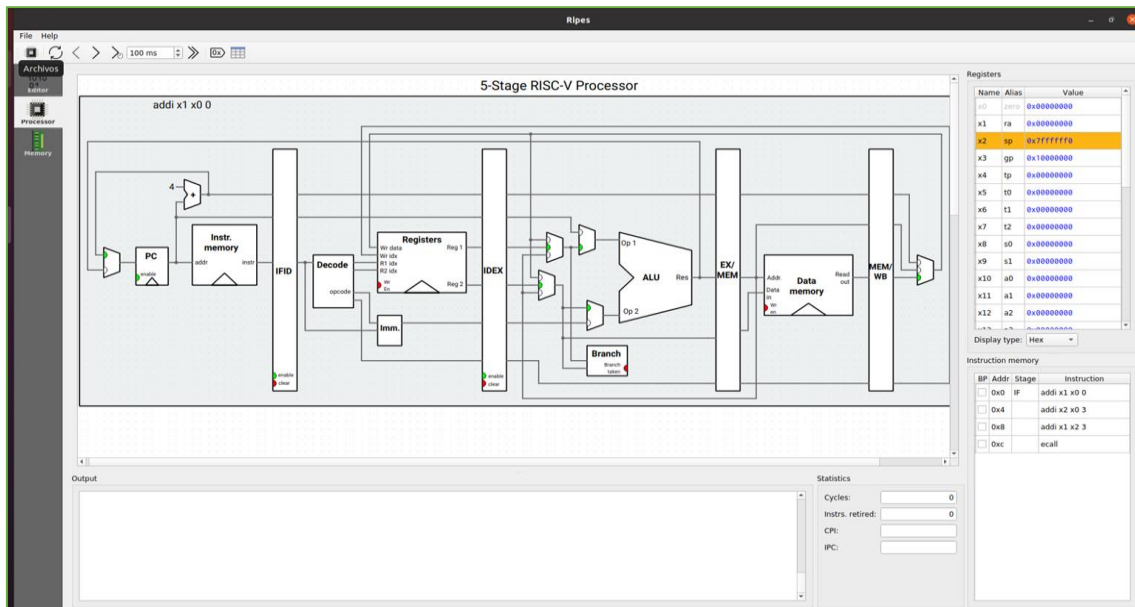 Ripes
File Help
100 ms
0x
Archivos
Editor
Processor
Memory
5-Stage RISC-V Processor
addi x1 x0 0
4
+
PC
enable
Instr.
memory
addr
instr
IFID
enable
clear
Decode
opcode
Registers
Wr data
Wr idx
R1 idx
R2 idx
Wr
En
Reg 1
Reg 2
Imm.
IDEX
enable
clear
Op 1
ALU
Res
Op 2
Branch
Branch
taken
EX/
MEM
Addr.
Data
in
Wr
en
Data
memory
Read
out
MEM/
WB
Registers
Name Alias Value
x0 zero 0x00000000
x1 ra 0x00000000
x2 sp 0x7ffffff0
x3 gp 0x10000000
x4 tp 0x00000000
x5 t0 0x00000000
x6 t1 0x00000000
x7 t2 0x00000000
x8 s0 0x00000000
x9 s1 0x00000000
x10 a0 0x00000000
x11 a1 0x00000000
x12 a2 0x00000000
Display type: Hex
Instruction memory
BP Addr Stage Instruction
0x0 IF addi x1 x0 0
0x4 addi x2 x0 3
0x8 addi x1 x2 3
0xc ecall
Output
Statistics
Cycles: 0
Instrs. retired: 0
CPI:
IPC: